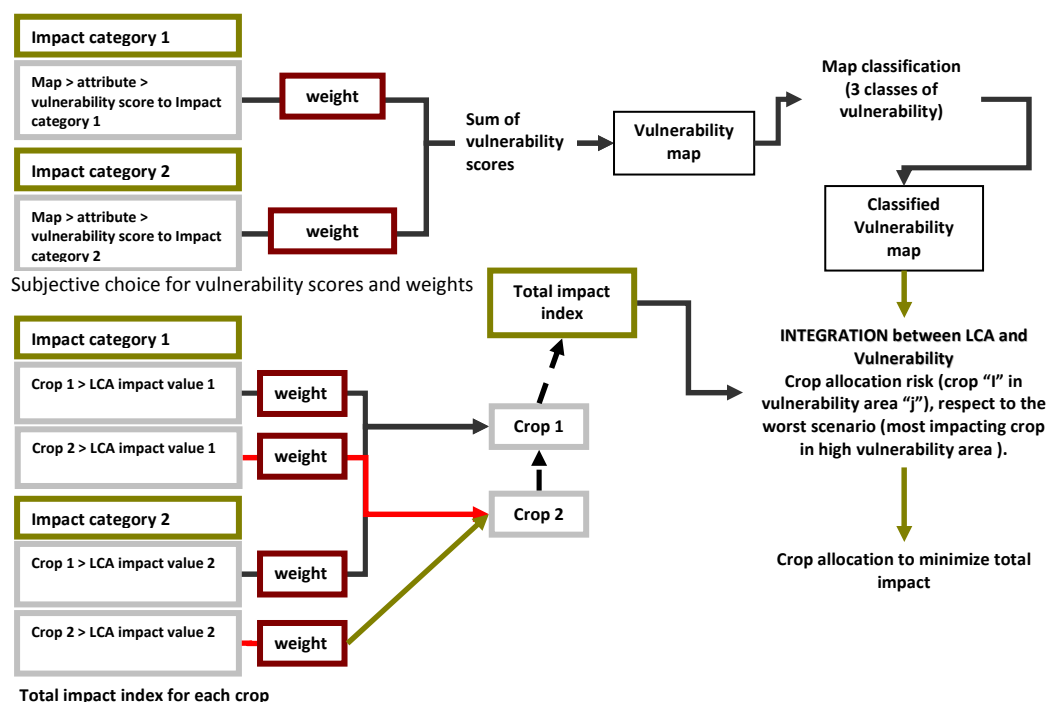 Impact category 1
Map > attribute >
vulnerability score to Impact
category 1
weight
Impact category 2
Map > attribute >
vulnerability score to Impact
category 2
weight
Sum of
vulnerability
scores
Vulnerability
map
Map classification
(3 classes of
vulnerability)
Classified
Vulnerability
map
Subjective choice for vulnerability scores and weights
Impact category 1
Crop 1 > LCA impact value 1
weight
Crop 2 > LCA impact value 1
weight
Impact category 2
Crop 1 > LCA impact value 2
weight
Crop 2 > LCA impact value 2
weight
Total impact index for each crop
Total impact
index
Crop 1
Crop 2
INTEGRATION between LCA and
Vulnerability
Crop allocation risk (crop “I” in
vulnerability area “j”), respect to the
worst scenario (most impacting crop
in high vulnerability area ).
Crop allocation to minimize total
impact